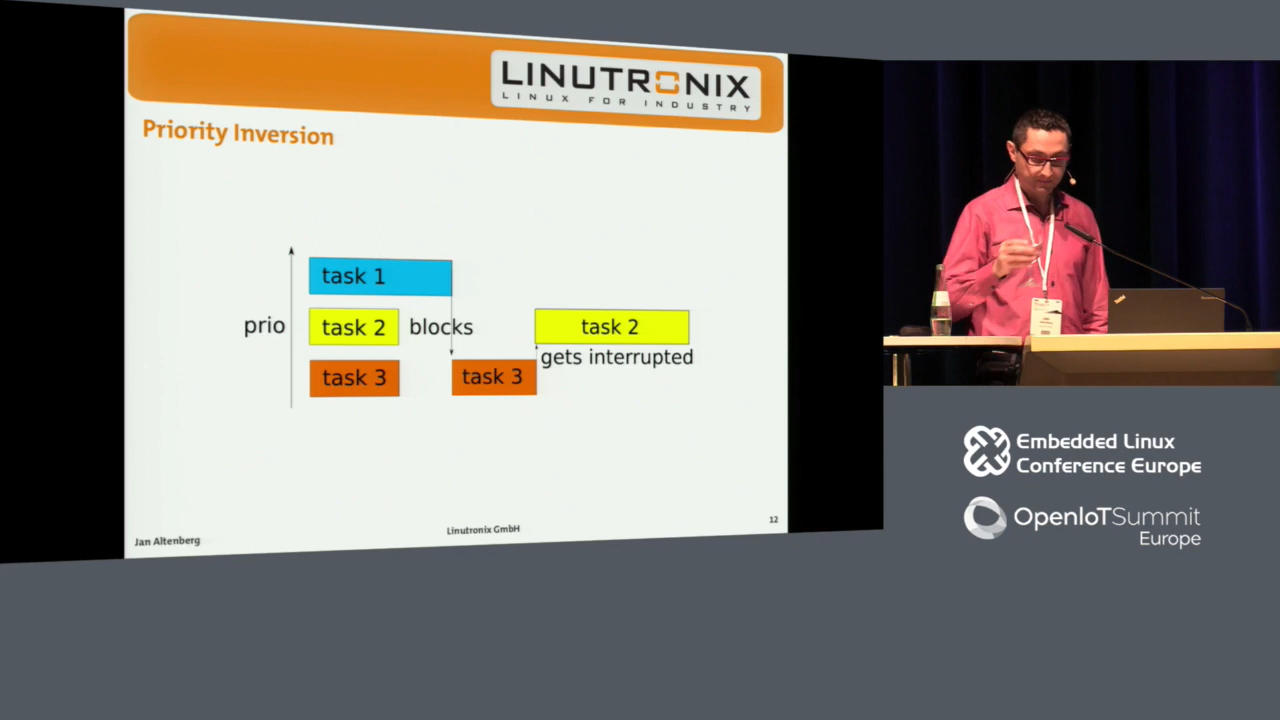 LINUTRONIX
LINUX FOR INDUSTRY
Priority Inversion
task 1
prio
task 2
blocks
task 2
task 3
task 3
gets interrupted
Jan Altenberg
Linutronix GmbH
12
Embedded Linux
Conference Europe
OpenIoTSummit
Europe